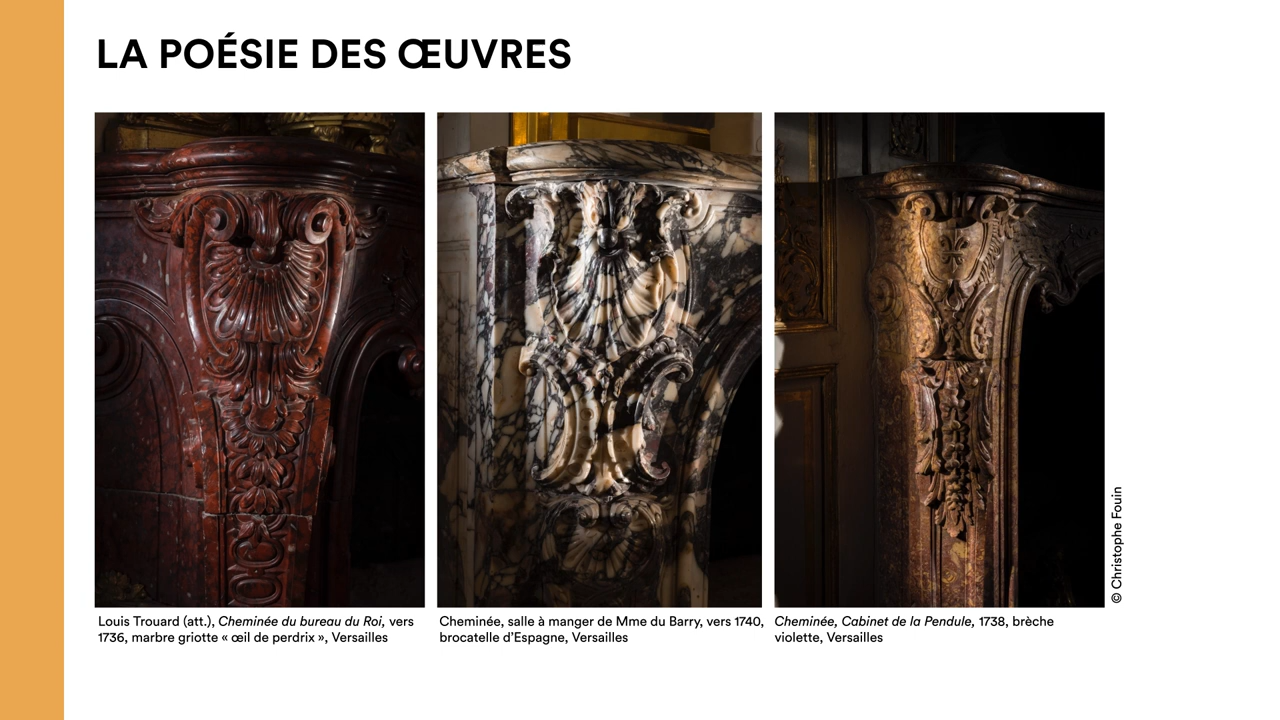 LA POÉSIE DES ŒUVRES
Louis Trouard (att.), Cheminée du bureau du Roi, vers
1736, marbre griotte « œil de perdrix », Versailles
Cheminée, salle à manger de Mme du Barry, vers 1740,
brocatelle d’Espagne, Versailles
Cheminée, Cabinet de la Pendule, 1738, brèche
violette, Versailles
© Christophe Fouin